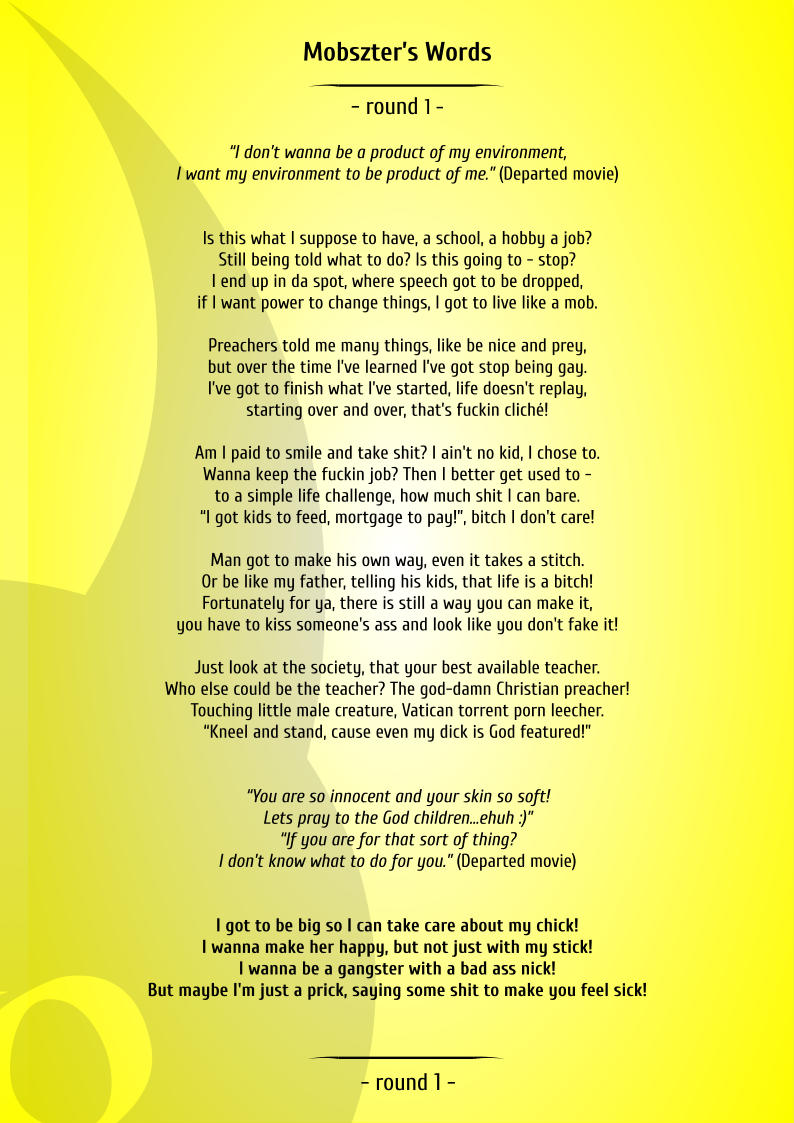 Mobszter's Words
- round 1 -
“I don't wanna be a product of my environment,
I want my environment to be product of me.” (Departed movie)
Is this what I suppose to have, a school, a hobby a job?
Still being told what to do? Is this going to - stop?
I end up in da spot, where speech got to be dropped,
if I want power to change things, I got to live like a mob.
Preachers told me many things, like be nice and prey,
but over the time I've learned I've got stop being gay.
I've got to finish what I've started, life doesn't replay,
starting over and over, that's fuckin cliché!
Am I paid to smile and take shit? I ain't no kid, I chose to.
Wanna keep the fuckin job? Then I better get used to -
to a simple life challenge, how much shit I can bare.
“I got kids to feed, mortgage to pay!”, bitch I don't care!
Man got to make his own way, even it takes a stitch.
Or be like my father, telling his kids, that life is a bitch!
Fortunately for ya, there is still a way you can make it,
you have to kiss someone's ass and look like you don't fake it!
Just look at the society, that your best available teacher.
Who else could be the teacher? The god-damn Christian preacher!
Touching little male creature, Vatican torrent porn leecher.
“Kneel and stand, cause even my dick is God featured!”
“You are so innocent and your skin so soft!
Lets pray to the God children...ehuh :)”
“If you are for that sort of thing?
I don't know what to do for you.” (Departed movie)
I got to be big so I can take care about my chick!
I wanna make her happy, but not just with my stick!
I wanna be a gangster with a bad ass nick!
But maybe I'm just a prick, saying some shit to make you feel sick!
- round 1 -